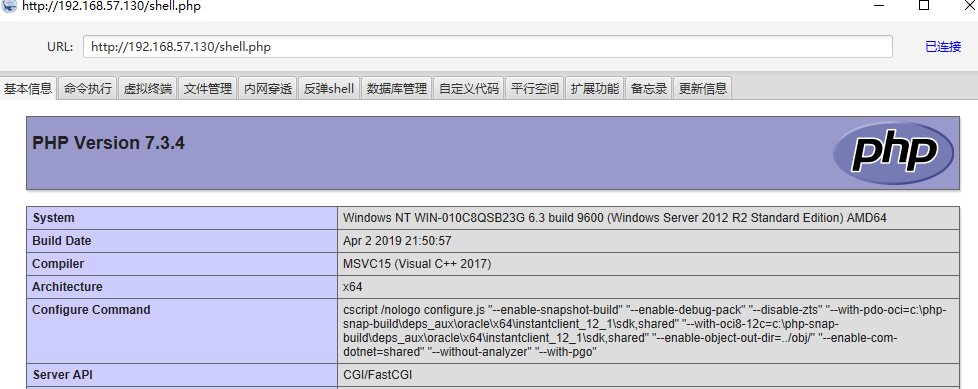 http://192.168.57.130/shell.php
URL: http://192.168.57.130/shell.php 已连接
基本信息 命令执行 虚拟终端 文件管理 内网穿透 反弹shell 数据库管理 自定义代码 平行空间 扩展功能 备忘录 更新信息
PHP Version 7.3.4 php
System Windows NT WIN-010C8QSB23G 6.3 build 9600 (Windows Server 2012 R2 Standard Edition) AMD64
Build Date Apr 2 2019 21:50:57
Compiler MSVC15 (Visual C++ 2017)
Architecture x64
Configure Command cscript /nologo configure.js "--enable-snapshot-build" "--enable-debug-pack" "--disable-zts" "--with-pdo-oci=c:\php-
snap-build\deps_aux\oracle\x64\instantclient_12_1\sdk,shared" "--with-oci8-12c=c:\php-snap-
build\deps_aux\oracle\x64\instantclient_12_1\sdk,shared" "--enable-object-out-dir=../obj/" "--enable-com-
dotnet=shared" "--without-analyzer" "--with-pgo"
Server API CGI/FastCGI